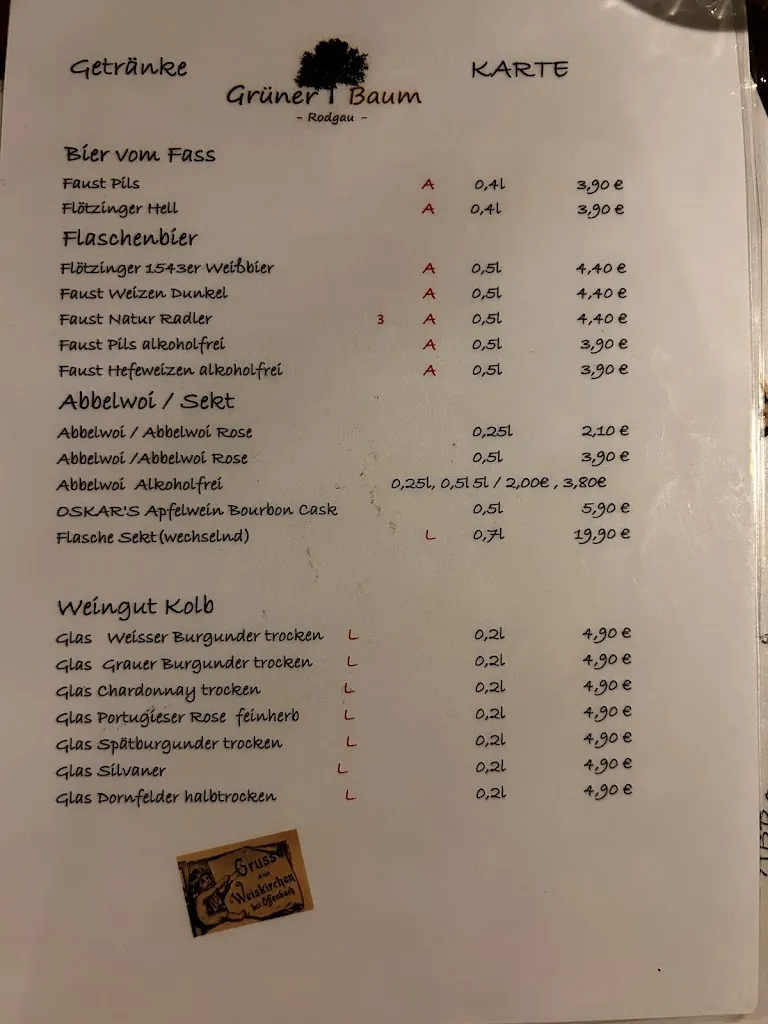 Getränke KARTE
Grüner Baum
- Rodgau -
Bier vom Fass
Faust Pils A 0,4l 3,90 €
Flötzinger Hell A 0,4l 3,90 €
Flaschenbier
Flötzinger 1543er Weißbier A 0,5l 4,40 €
Faust Weizen Dunkel A 0,5l 4,40 €
Faust Natur Radler 3 A 0,5l 4,40 €
Faust Pils alkoholfrei A 0,5l 3,90 €
Faust Hefeweizen alkoholfrei A 0,5l 3,90 €
Abbelwoi / Sekt
Abbelwoi / Abbelwoi Rose 0,25l 2,10 €
Abbelwoi /Abbelwoi Rose 0,5l 3,90 €
Abbelwoi Alkoholfrei 0,25l, 0,5l 5l / 2,00€ , 3,80€
OSKAR'S Apfelwein Bourbon Cask 0,5l 5,90 €
Flasche Sekt(wechselnd) L 0,7l 19,90 €
Weingut Kolb
Glas Weisser Burgunder trocken L 0,2l 4,90 €
Glas Grauer Burgunder trocken L 0,2l 4,90 €
Glas Chardonnay trocken L 0,2l 4,90 €
Glas Portugieser Rose feinherb L 0,2l 4,90 €
Glas Spätburgunder trocken L 0,2l 4,90 €
Glas Silvaner L 0,2l 4,90 €
Glas Dornfelder halbtrocken L 0,2l 4,90 €
Gruss
aus
Weiskirchen
bei Offenbach